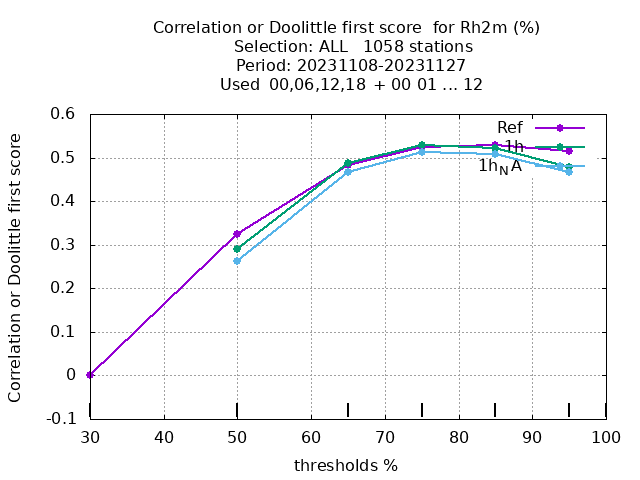 Correlation or Doolittle first score  for Rh2m (%)
Selection: ALL   1058 stations
Period: 20231108-20231127
Used  00,06,12,18  + 00 01 ... 12
Correlation or Doolittle first score
0.6
0.5
0.4
0.3
0.2
0.1
0
-0.1
Ref
1h
1hNA
30 40 50 60 70 80 90 100
thresholds %